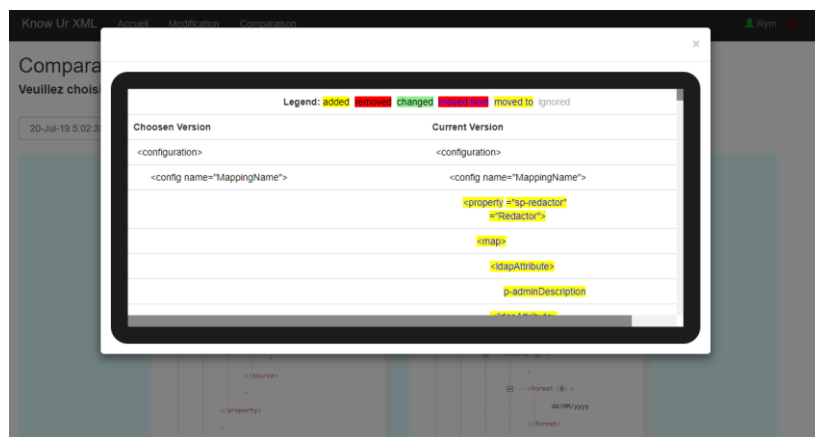 Know Ur XML Accueil Modification Comparaison Rym
×
Compara
Veuillez chois
20-Jul-19 5:02:3
Legend: added removed changed moved from moved to ignored
Choosen Version Current Version
<configuration> <configuration>
<config name="MappingName"> <config name="MappingName">
<property ="sp-redactor"
="Redactor">
<map>
<ldapAttribute>
p-adminDescription
</ldapAttribute>
</source>
</property>
<format >
dd/MM/yyyy
</format>